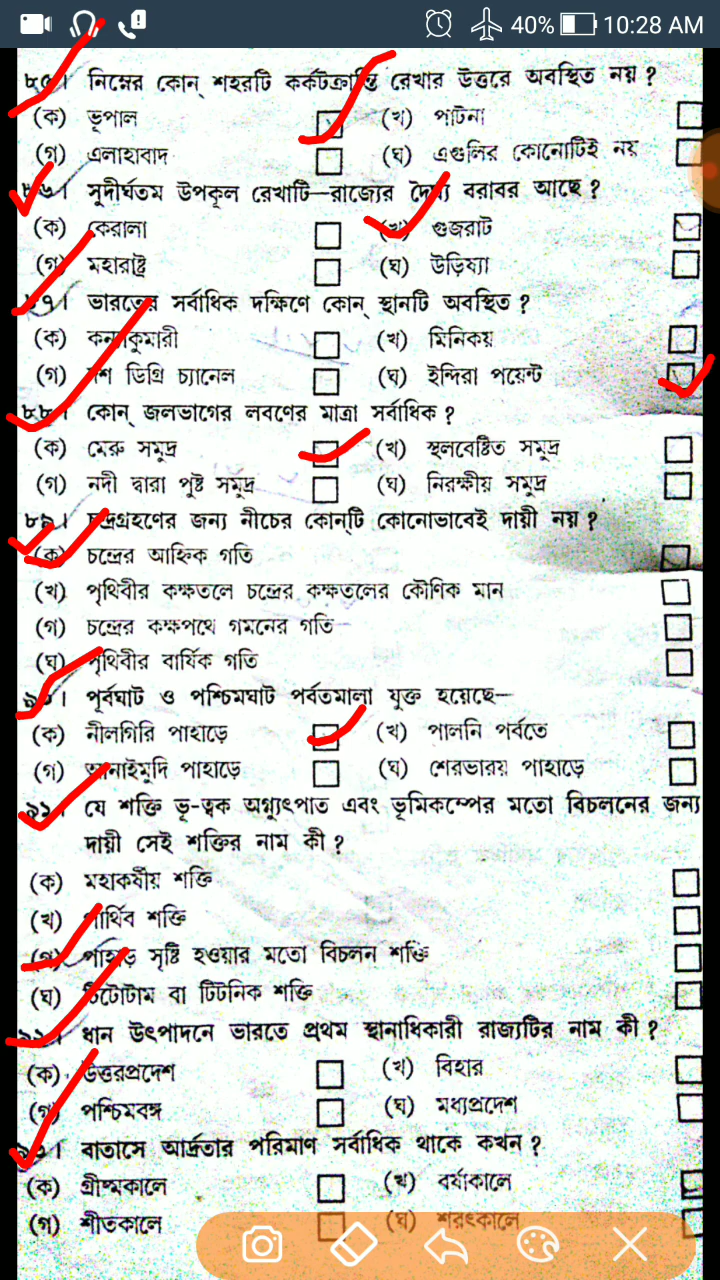 40% 10:28 AM
৮৫। নিম্নের কোন্ শহরটি কর্কটক্রান্তি রেখার উত্তরে অবস্থিত নয় ?
(ক) ভূপাল (খ) পাটনা
(গ) এলাহাবাদ (ঘ) এগুলির কোনোটিই নয়
৮৬। সুদীর্ঘতম উপকূল রেখাটি—রাজ্যের দৈর্ঘ্য বরাবর আছে ?
(ক) কেরালা (খ) গুজরাট
(গ) মহারাষ্ট্র (ঘ) উড়িষ্যা
৮৭। ভারতের সর্বাধিক দক্ষিণে কোন্ স্থানটি অবস্থিত ?
(ক) কন্যাকুমারী (খ) মিনিকয়
(গ) দশ ডিগ্রি চ্যানেল (ঘ) ইন্দিরা পয়েন্ট
৮৮। কোন্ জলভাগের লবণের মাত্রা সর্বাধিক ?
(ক) মেরু সমুদ্র (খ) স্থলবেষ্টিত সমুদ্র
(গ) নদী দ্বারা পুষ্ট সমুদ্র (ঘ) নিরক্ষীয় সমুদ্র
৮৯। চন্দ্রগ্রহণের জন্য নীচের কোন্‌টি কোনোভাবেই দায়ী নয় ?
(ক) চন্দ্রের আহ্নিক গতি
(খ) পৃথিবীর কক্ষতলে চন্দ্রের কক্ষতলের কৌণিক মান
(গ) চন্দ্রের কক্ষপথে গমনের গতি
(ঘ) পৃথিবীর বার্ষিক গতি
৯০। পূর্বঘাট ও পশ্চিমঘাট পর্বতমালা যুক্ত হয়েছে—
(ক) নীলগিরি পাহাড়ে (খ) পালনি পর্বতে
(গ) আনাইমুদি পাহাড়ে (ঘ) শেরভারয় পাহাড়ে
৯১। যে শক্তি ভূ-ত্বক অগ্ন্যুৎপাত এবং ভূমিকম্পের মতো বিচলনের জন্য
দায়ী সেই শক্তির নাম কী ?
(ক) মহাকর্ষীয় শক্তি
(খ) পার্থিব শক্তি
(গ) পাহাড় সৃষ্টি হওয়ার মতো বিচলন শক্তি
(ঘ) টিটোটাম বা টিটনিক শক্তি
৯২। ধান উৎপাদনে ভারতে প্রথম স্থানাধিকারী রাজ্যটির নাম কী ?
(ক) উত্তরপ্রদেশ (খ) বিহার
(গ) পশ্চিমবঙ্গ (ঘ) মধ্যপ্রদেশ
৯৩। বাতাসে আর্দ্রতার পরিমাণ সর্বাধিক থাকে কখন ?
(ক) গ্রীষ্মকালে (খ) বর্ষাকালে
(গ) শীতকালে (ঘ) শরৎকালে